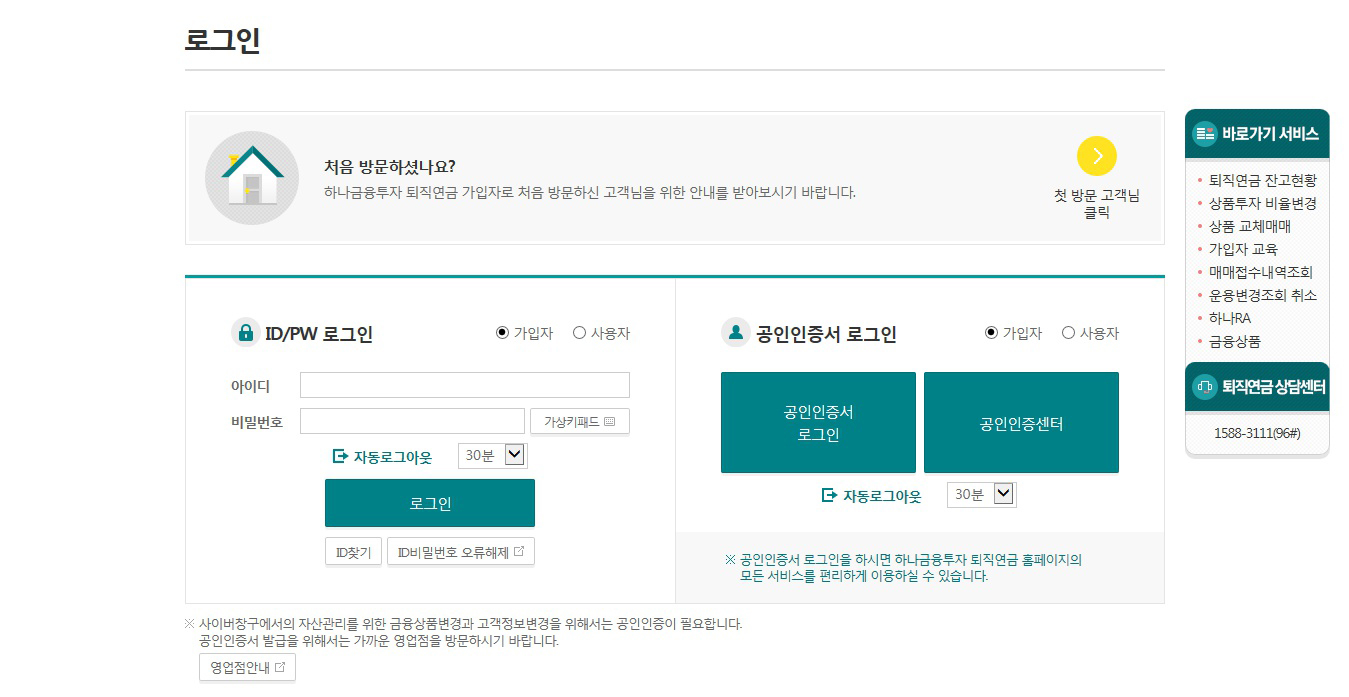 로그인
처음 방문하셨나요?
하나금융투자 퇴직연금 가입자로 처음 방문하신 고객님을 위한 안내를 받아보시기 바랍니다.
첫 방문 고객님
클릭
ID/PW 로그인
가입자 사용자
아이디
비밀번호
가상키패드
자동로그아웃 30분
로그인
ID찾기 ID비밀번호 오류해제
공인인증서 로그인
가입자 사용자
공인인증서
로그인
공인인증센터
자동로그아웃 30분
※ 공인인증서 로그인을 하시면 하나금융투자 퇴직연금 홈페이지의
모든 서비스를 편리하게 이용하실 수 있습니다.
※ 사이버창구에서의 자산관리를 위한 금융상품변경과 고객정보변경을 위해서는 공인인증이 필요합니다.
공인인증서 발급을 위해서는 가까운 영업점을 방문하시기 바랍니다.
영업점안내
바로가기 서비스
퇴직연금 잔고현황
상품투자 비율변경
상품 교체매매
가입자 교육
매매접수내역조회
운용변경조회 취소
하나RA
금융상품
퇴직연금 상담센터
1588-3111(96#)